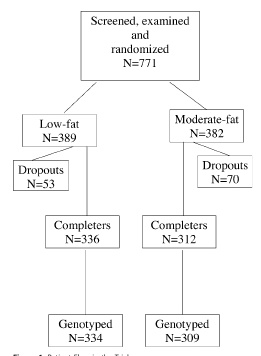 Screened, examined
and
randomized
N=771
Low-fat
N=389
Moderate-fat
N=382
Dropouts
N=53
Dropouts
N=70
Completers
N=336
Completers
N=312
Genotyped
N=334
Genotyped
N=309